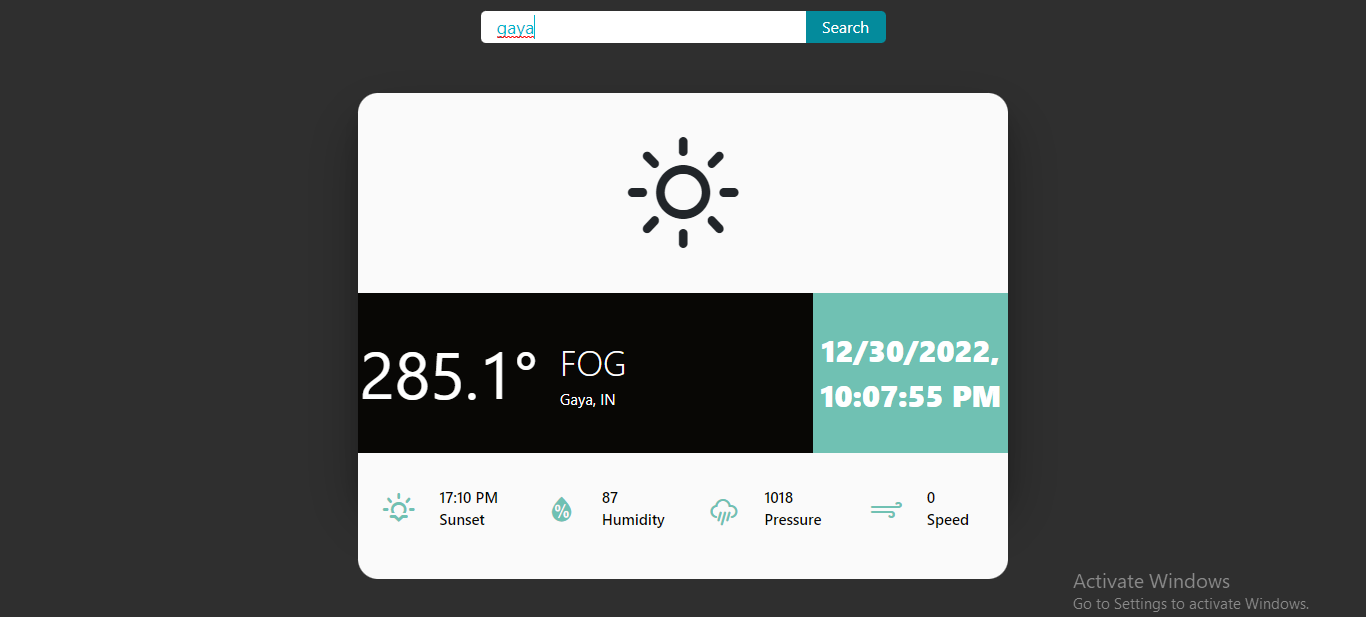 gaya
Search
285.1°
FOG
Gaya, IN
12/30/2022,
10:07:55 PM
17:10 PM
Sunset
%
87
Humidity
1018
Pressure
0
Speed
Activate Windows
Go to Settings to activate Windows.